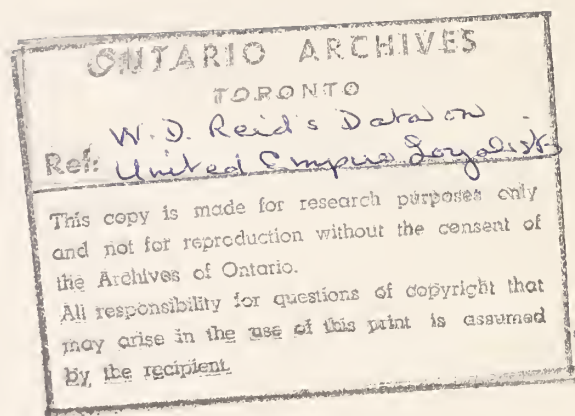 ONTARIO ARCHIVES
TORONTO
W. D. Reid's Data on
Ref: United Empire Loyalists
This copy is made for research purposes only
and not for reproduction without the consent of
the Archives of Ontario.
All responsibility for questions of copyright that
may arise in the use of this print is assumed
by the recipient.